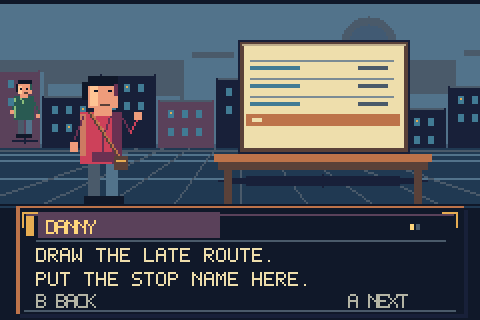 DANNY
DRAW THE LATE ROUTE.
PUT THE STOP NAME HERE.
B BACK
A NEXT